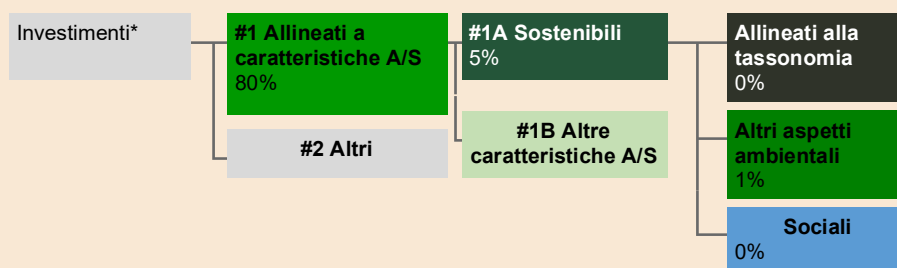 Investimenti*
#1 Allineati a
caratteristiche A/S
80%
#2 Altri
#1A Sostenibili
5%
#1B Altre
caratteristiche A/S
Allineati alla
tassonomia
0%
Altri aspetti
ambientali
1%
Sociali
0%